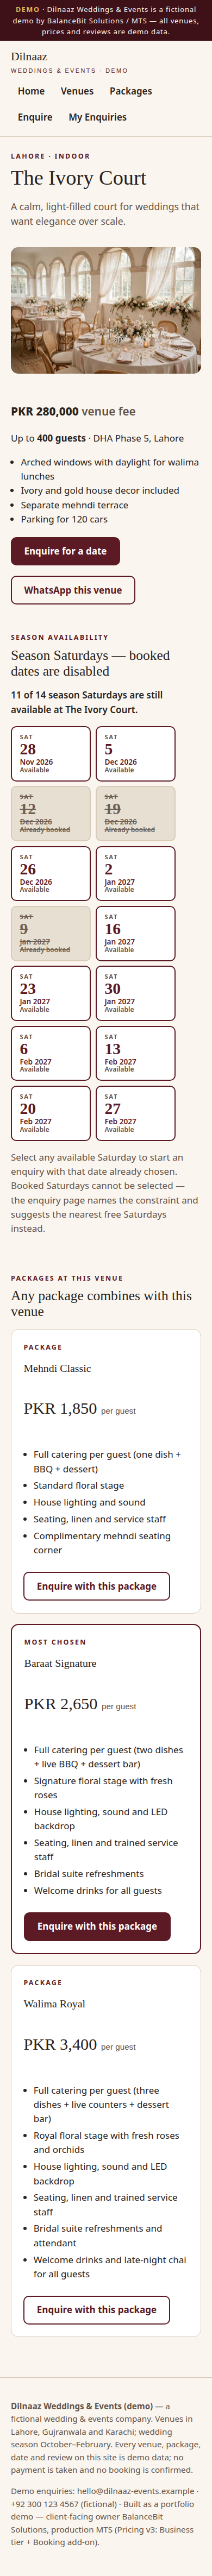 DEMO · Dilnaaz Weddings & Events is a fictional
demo by BalanceBit Solutions / MTS — all venues,
prices and reviews are demo data.
Dilnaaz
WEDDINGS & EVENTS · DEMO
Home Venues Packages
Enquire My Enquiries
LAHORE · INDOOR
The Ivory Court
A calm, light-filled court for weddings that
want elegance over scale.
PKR 280,000 venue fee
Up to 400 guests · DHA Phase 5, Lahore
Arched windows with daylight for walima
lunches
Ivory and gold house decor included
Separate mehndi terrace
Parking for 120 cars
Enquire for a date
WhatsApp this venue
SEASON AVAILABILITY
Season Saturdays — booked
dates are disabled
11 of 14 season Saturdays are still
available at The Ivory Court.
SAT
28
Nov 2026
Available
SAT
5
Dec 2026
Available
SAT
12
Dec 2026
Already booked
SAT
19
Dec 2026
Already booked
SAT
26
Dec 2026
Available
SAT
2
Jan 2027
Available
SAT
9
Jan 2027
Already booked
SAT
16
Jan 2027
Available
SAT
23
Jan 2027
Available
SAT
30
Jan 2027
Available
SAT
6
Feb 2027
Available
SAT
13
Feb 2027
Available
SAT
20
Feb 2027
Available
SAT
27
Feb 2027
Available
Select any available Saturday to start an
enquiry with that date already chosen.
Booked Saturdays cannot be selected —
the enquiry page names the constraint and
suggests the nearest free Saturdays
instead.
PACKAGES AT THIS VENUE
Any package combines with this
venue
PACKAGE
Mehndi Classic
PKR 1,850 per guest
Full catering per guest (one dish +
BBQ + dessert)
Standard floral stage
House lighting and sound
Seating, linen and service staff
Complimentary mehndi seating
corner
Enquire with this package
MOST CHOSEN
Baraat Signature
PKR 2,650 per guest
Full catering per guest (two dishes
+ live BBQ + dessert bar)
Signature floral stage with fresh
roses
House lighting, sound and LED
backdrop
Seating, linen and trained service
staff
Bridal suite refreshments
Welcome drinks for all guests
Enquire with this package
PACKAGE
Walima Royal
PKR 3,400 per guest
Full catering per guest (three
dishes + live counters + dessert
bar)
Royal floral stage with fresh roses
and orchids
House lighting, sound and LED
backdrop
Seating, linen and trained service
staff
Bridal suite refreshments and
attendant
Welcome drinks and late-night chai
for all guests
Enquire with this package
Dilnaaz Weddings & Events (demo) — a
fictional wedding & events company. Venues in
Lahore, Gujranwala and Karachi; wedding
season October–February. Every venue, package,
date and review on this site is demo data; no
payment is taken and no booking is confirmed.
Demo enquiries: hello@dilnaaz-events.example ·
+92 300 123 4567 (fictional) · Built as a portfolio
demo — client-facing owner BalanceBit
Solutions, production MTS (Pricing v3: Business
tier + Booking add-on).